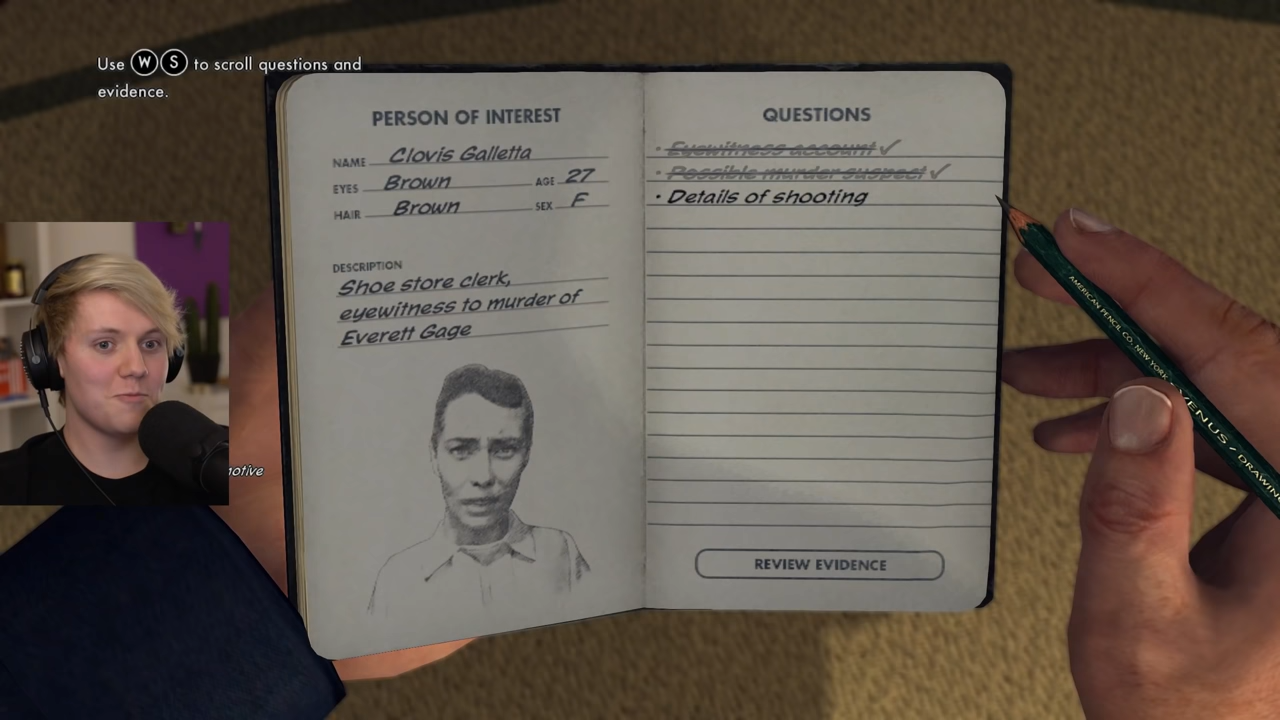 Use W S to scroll questions and
evidence.
PERSON OF INTEREST
NAME Clovis Galletta
EYES Brown AGE 27
HAIR Brown SEX F
DESCRIPTION
Shoe store clerk,
eyewitness to murder of
Everett Gage
QUESTIONS
• Eyewitness account ✓
• Possible murder suspect ✓
• Details of shooting
REVIEW EVIDENCE
AMERICAN PENCIL CO. NEW YORK VENUS / DRAWIN